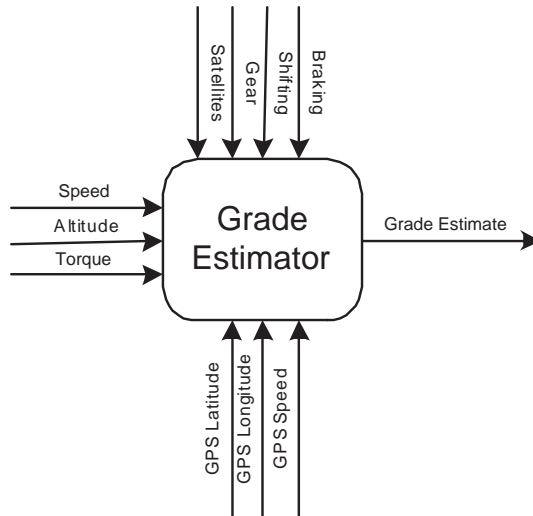 Satellites
Gear
Shifting
Braking
Speed
Altitude
Torque
Grade
Estimator
Grade Estimate
GPS Latitude
GPS Longitude
GPS Speed